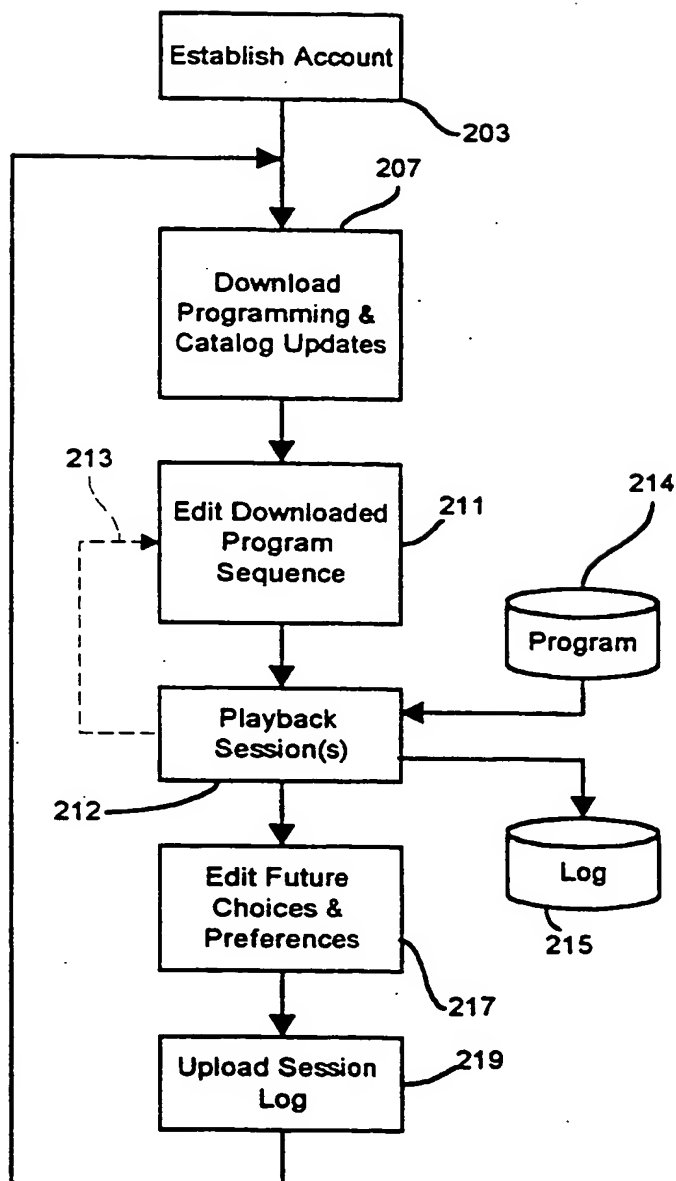 Establish Account
203
207
Download
Programming &
Catalog Updates
213
Edit Downloaded
Program
Sequence
211
214
Program
Playback
Session(s)
212
Log
215
Edit Future
Choices &
Preferences
217
Upload Session
Log
219